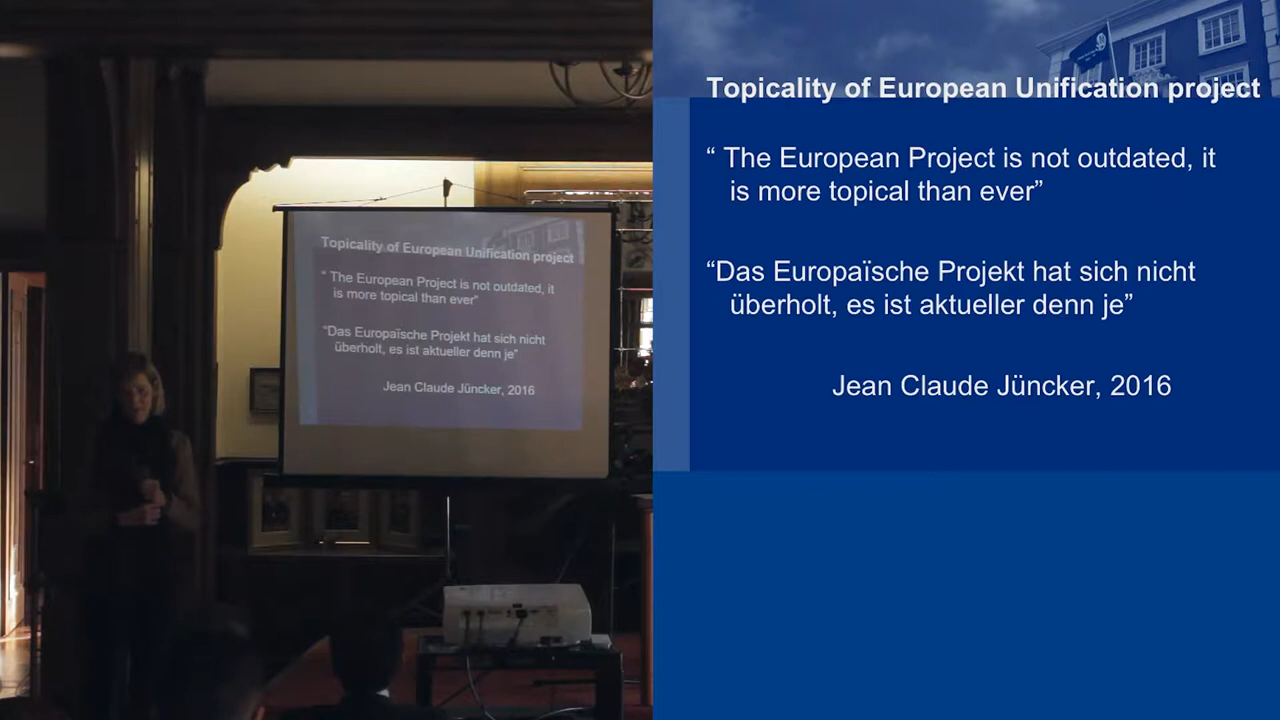 Topicality of European Unification project
“ The European Project is not outdated, it
is more topical than ever”
“Das Europaïsche Projekt hat sich nicht
überholt, es ist aktueller denn je”
Jean Claude Jüncker, 2016
Topicality of European Unification project
“ The European Project is not outdated, it
is more topical than ever”
“Das Europaïsche Projekt hat sich nicht
überholt, es ist aktueller denn je”
Jean Claude Jüncker, 2016